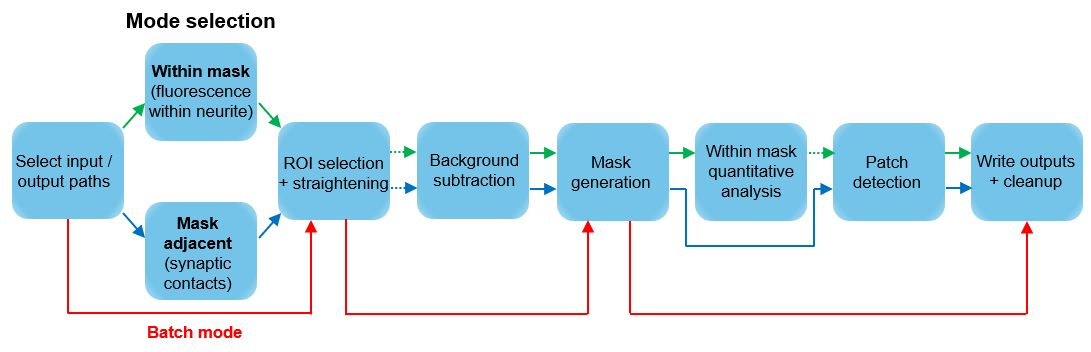 Mode selection
Within mask
(fluorescence
within neurite)
Select input /
output paths
Mask
adjacent
(synaptic
contacts)
ROI selection
+ straightening
Background
subtraction
Mask
generation
Within mask
quantitative
analysis
Patch
detection
Write outputs
+ cleanup
Batch mode